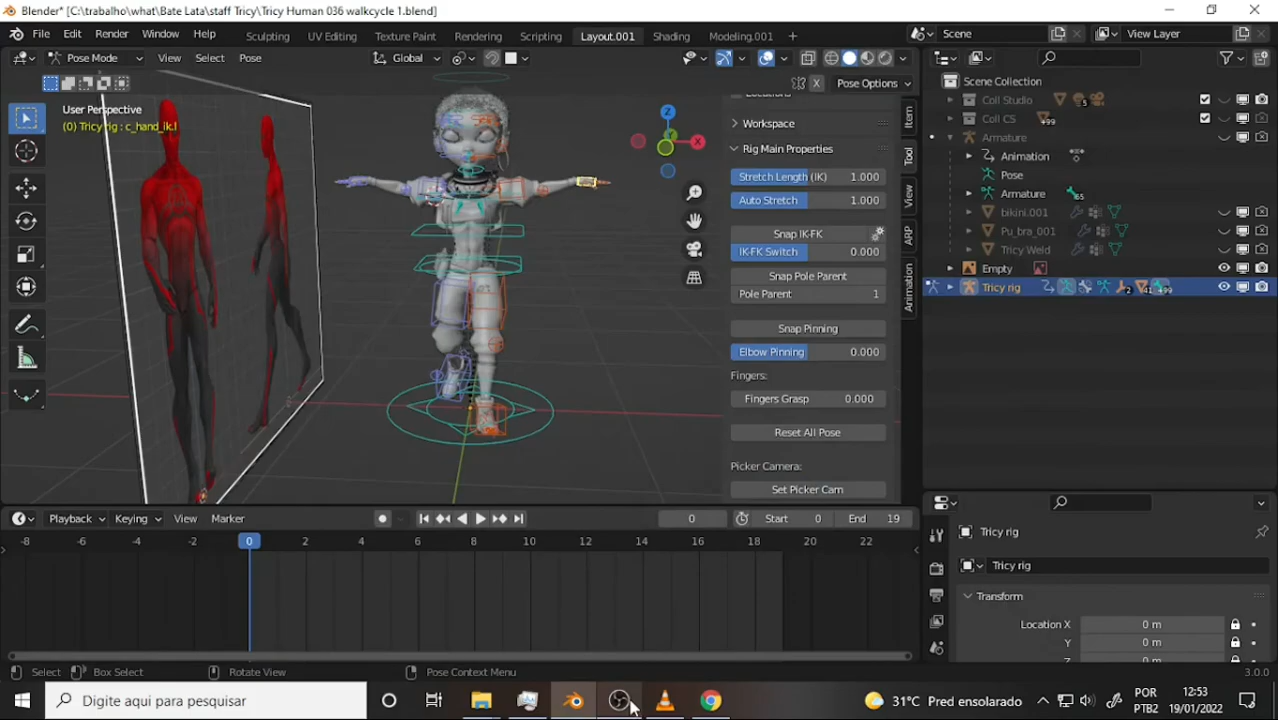 Blender* [C:\trabalho\what\Bate Lata\staff Tricy\Tricy Human 036 walkcycle 1.blend]
File Edit Render Window Help Sculpting UV Editing Texture Paint Rendering Scripting Layout.001 Shading Modeling.001 + Scene View Layer
Pose Mode View Select Pose Global
X Pose Options
User Perspective
(0) Tricy rig : c_hand_ik.l
Z
X
Workspace
Rig Main Properties
Stretch Length (IK) 1.000
Auto Stretch 1.000
Snap IK-FK
IK-FK Switch 0.000
Snap Pole Parent
Pole Parent 1
Snap Pinning
Elbow Pinning 0.000
Fingers:
Fingers Grasp 0.000
Reset All Pose
Picker Camera:
Set Picker Cam
Item
Tool
View
ARP
Animation
Scene Collection
Coll Studio 5
Coll CS +99
Armature
Animation
Pose
Armature 65
bikini.001
Pu_bra_001
Tricy Weld
Empty
Tricy rig 2 41 +99
Playback Keying View Marker 0 Start 0 End 19
-8 -6 -4 -2 0 2 4 6 8 10 12 14 16 18 20 22
Tricy rig
Tricy rig
Transform
Location X 0 m
Y 0 m
Select Box Select Rotate View Pose Context Menu 3.0.0
Digite aqui para pesquisar
31°C Pred ensolarado
POR
PTB2
12:53
19/01/2022